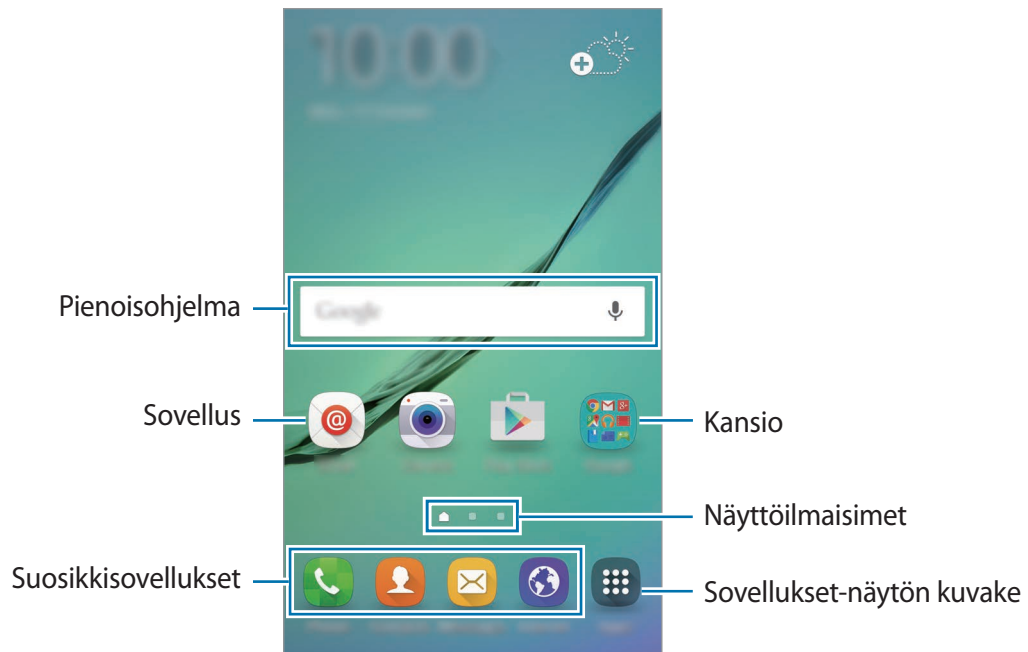 10:00
Pienoisohjelma
Google
Sovellus
Kansio
Näyttöilmaisimet
Suosikkisovellukset
Sovellukset-näytön kuvake